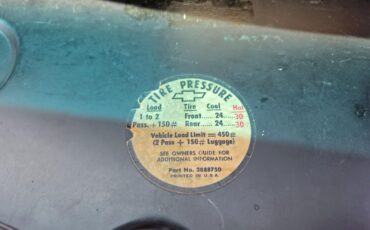 TIRE PRESSURE
Load Tire Cool Hot
1 to 2 Front..... 24.... 30
Pass. + 150# Rear..... 24.... 30
Vehicle Load Limit = 450#
(2 Pass + 150# Luggage)
SEE OWNERS GUIDE FOR
ADDITIONAL INFORMATION
Part No. 3888750
PRINTED IN U.S.A.